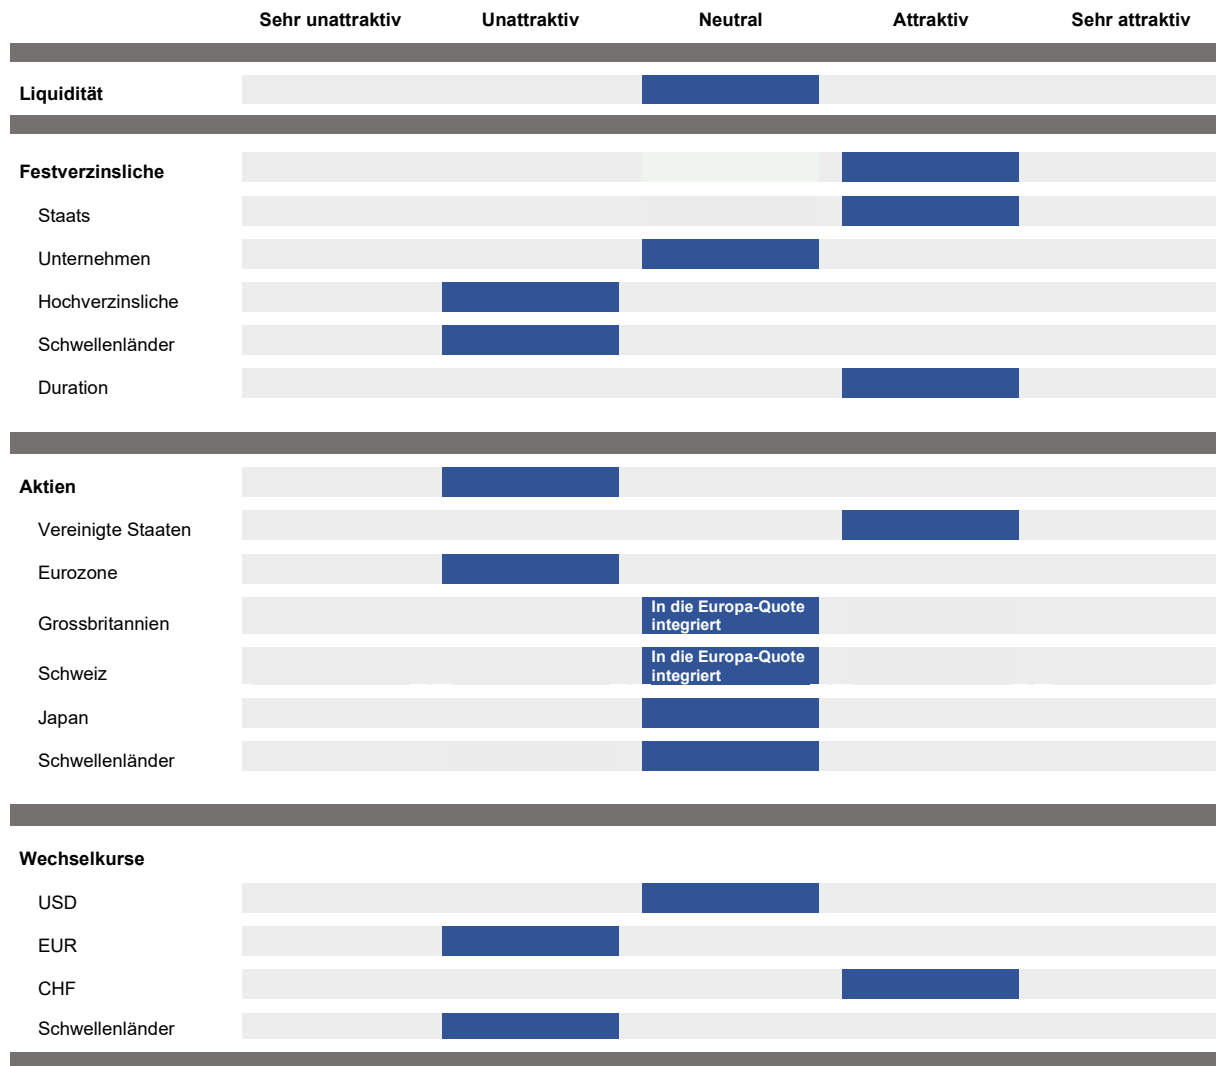 Sehr unattraktiv Unattraktiv Neutral Attraktiv Sehr attraktiv
Liquidität
Festverzinsliche
Staats
Unternehmen
Hochverzinsliche
Schwellenländer
Duration
Aktien
Vereinigte Staaten
Eurozone
Grossbritannien
In die Europa-Quote
integriert
Schweiz
In die Europa-Quote
integriert
Japan
Schwellenländer
Wechselkurse
USD
EUR
CHF
Schwellenländer